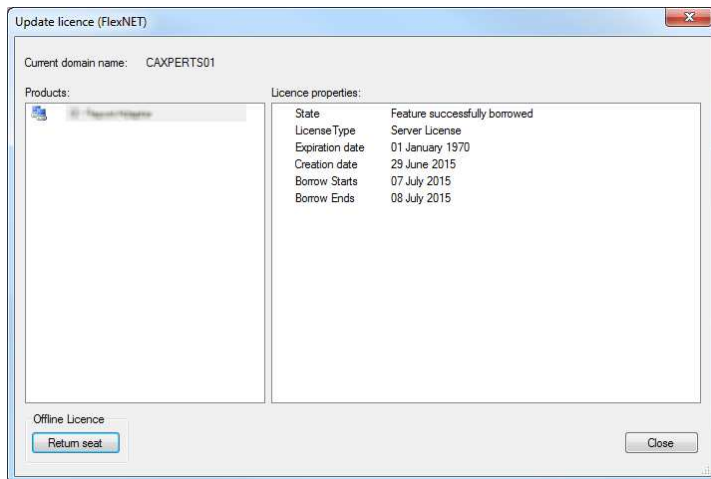 Update licence (FlexNET)
Current domain name: CAXPERTS01
Products:
Licence properties:
State Feature successfully borrowed
LicenseType Server License
Expiration date 01 January 1970
Creation date 29 June 2015
Borrow Starts 07 July 2015
Borrow Ends 08 July 2015
Offline Licence
Return seat
Close